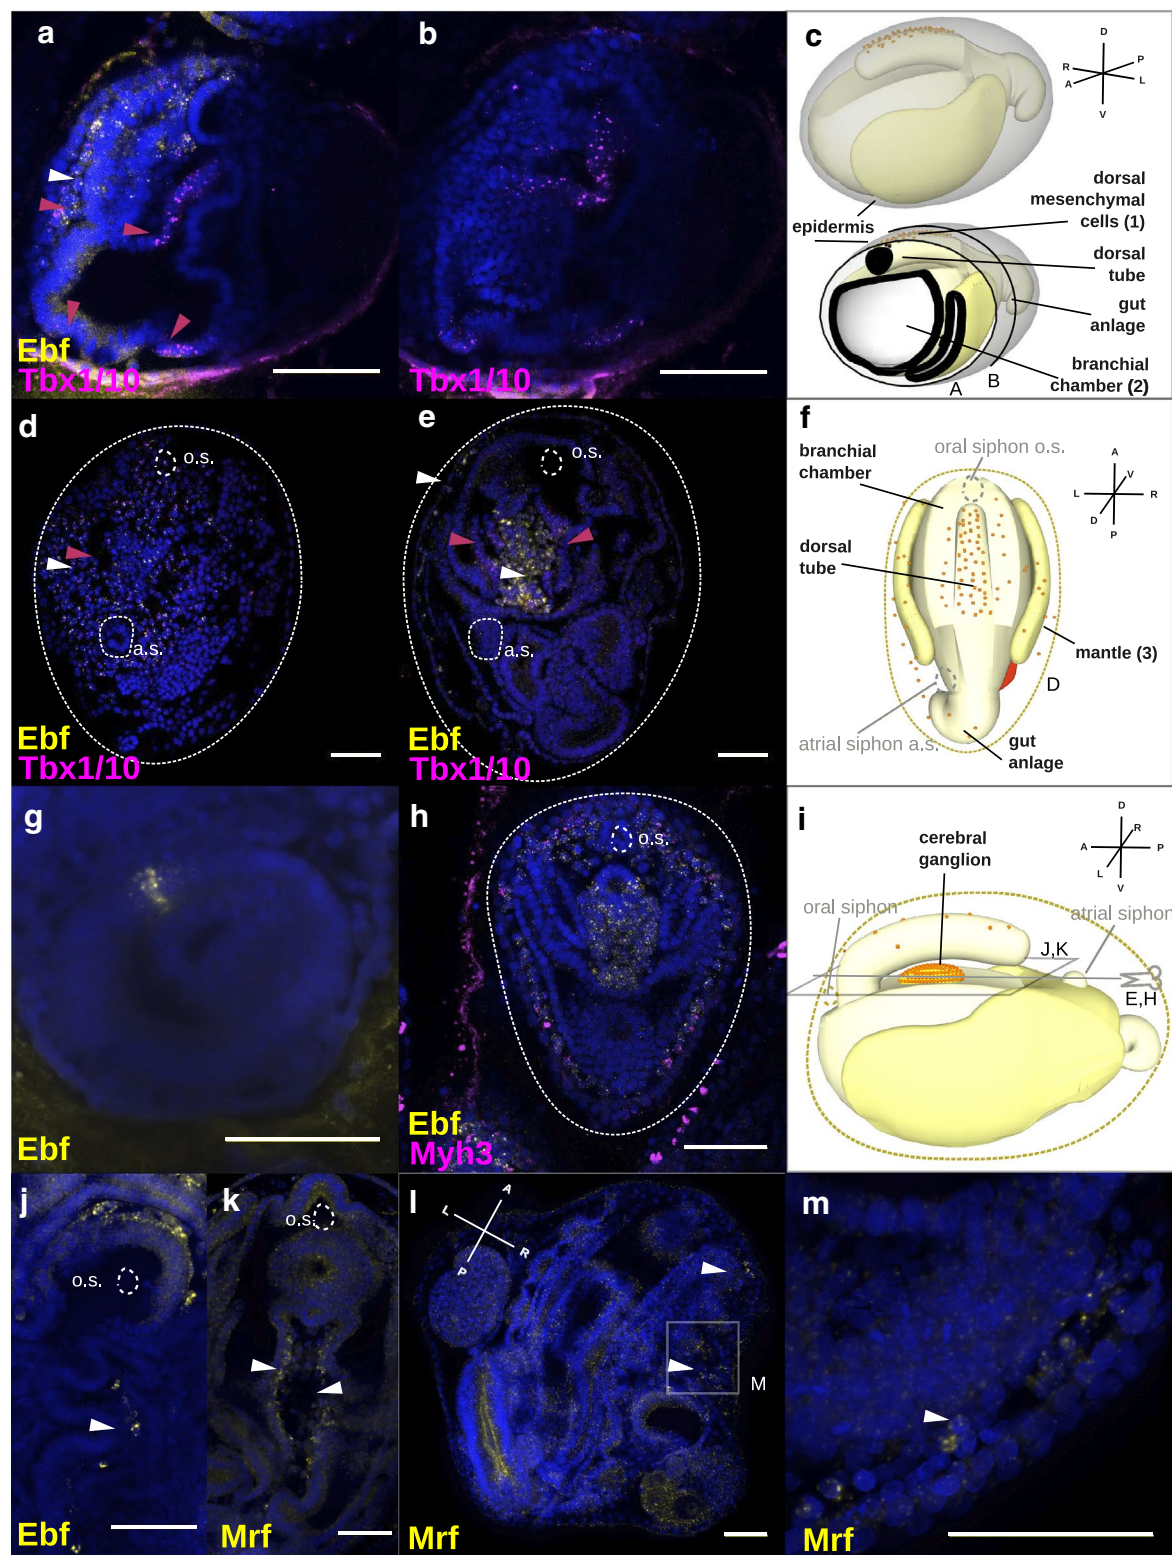 a
Ebf
Tbx1/10
b
Tbx1/10
c
D
R
P
A
L
V
dorsal
mesenchymal
cells (1)
epidermis
dorsal
tube
gut
anlage
branchial
chamber (2)
A
B
d
o.s.
a.s.
Ebf
Tbx1/10
e
o.s.
a.s.
Ebf
Tbx1/10
f
branchial
chamber
oral siphon o.s.
A
V
L
R
D
P
dorsal
tube
mantle (3)
D
atrial siphon a.s.
gut
anlage
g
Ebf
h
o.s.
Ebf
Myh3
i
D
R
A
P
L
V
cerebral
ganglion
oral siphon
atrial siphon
J,K
E,H
j
o.s.
Ebf
k
o.s.
Mrf
l
A
L
R
P
M
Mrf
m
Mrf